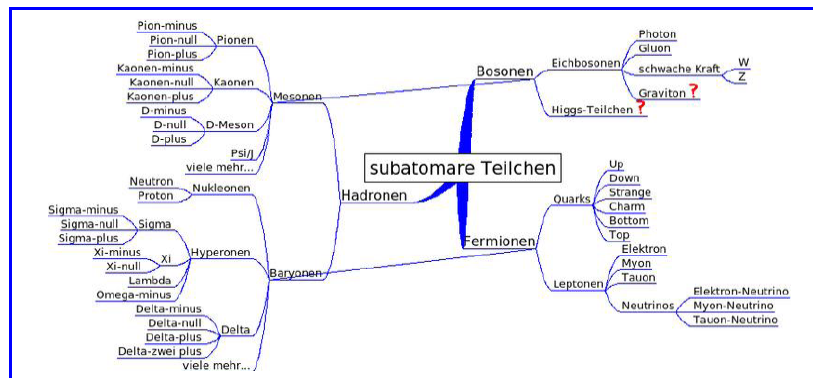 subatomare Teilchen
Bosonen
Eichbosonen
Photon
Gluon
schwache Kraft
W
Z
Graviton ?
Higgs-Teilchen ?
Fermionen
Quarks
Up
Down
Strange
Charm
Bottom
Top
Leptonen
Elektron
Myon
Tauon
Neutrinos
Elektron-Neutrino
Myon-Neutrino
Tauon-Neutrino
Hadronen
Mesonen
Pionen
Pion-minus
Pion-null
Pion-plus
Kaonen
Kaonen-minus
Kaonen-null
Kaonen-plus
D-Meson
D-minus
D-null
D-plus
Psi/J
viele mehr...
Baryonen
Nukleonen
Neutron
Proton
Hyperonen
Sigma
Sigma-minus
Sigma-null
Sigma-plus
Xi
Xi-minus
Xi-null
Lambda
Omega-minus
Delta
Delta-minus
Delta-null
Delta-plus
Delta-zwei plus
viele mehr...